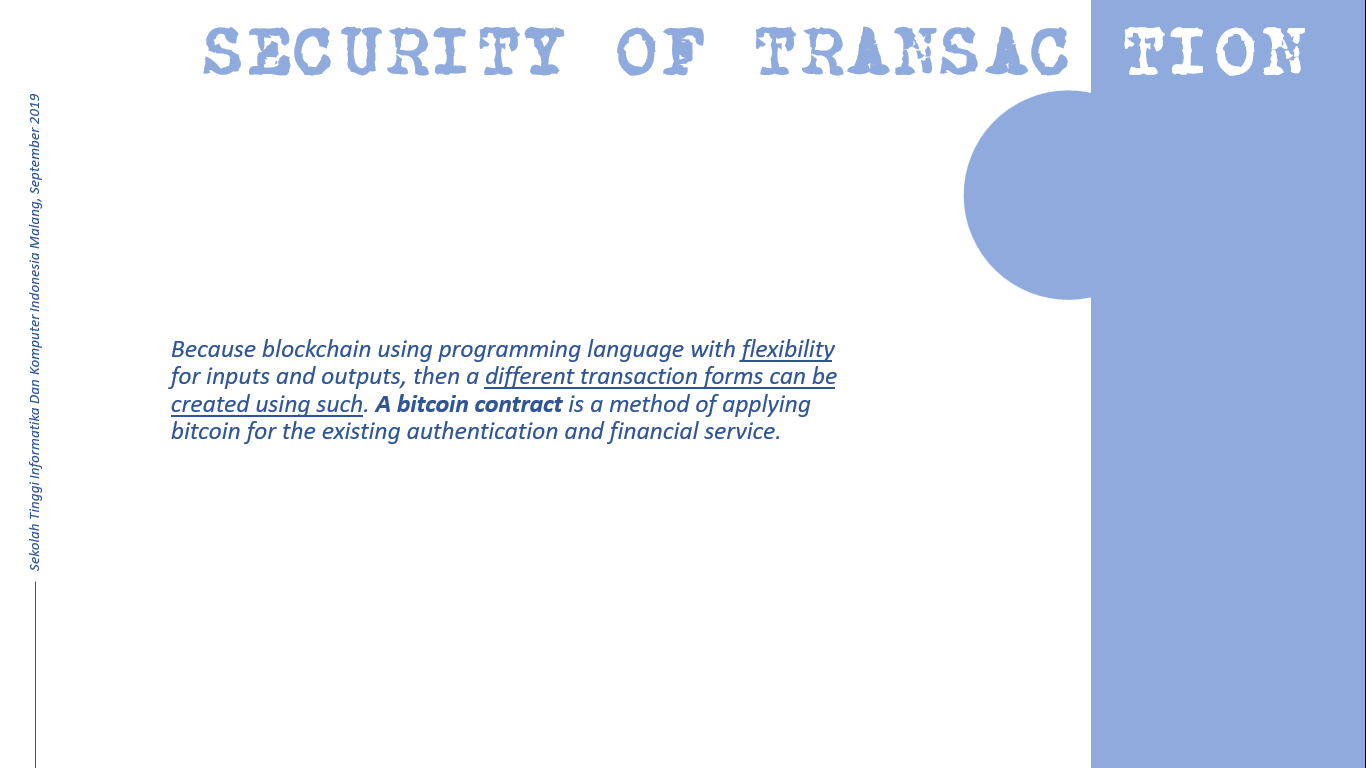 SECURITY OF TRANSACTION
Sekolah Tinggi Informatika Dan Komputer Indonesia Malang, September 2019
Because blockchain using programming language with flexibility
for inputs and outputs, then a different transaction forms can be
created using such. A bitcoin contract is a method of applying
bitcoin for the existing authentication and financial service.